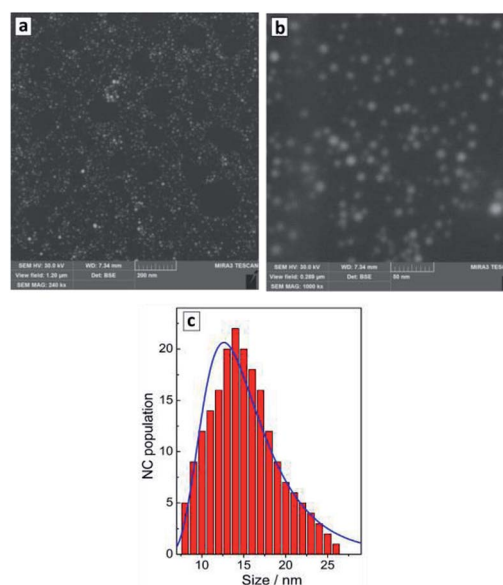 a
SEM HV: 30.0 kV WD: 7.34 mm MIRA3 TESCAN
View field: 1.20 µm Det: BSE 200 nm
SEM MAG: 240 kx
b
SEM HV: 30.0 kV WD: 7.34 mm MIRA3 TESCAN
View field: 0.289 µm Det: BSE 50 nm
SEM MAG: 1000 kx
c
NC population
20
15
10
5
0
10 15 20 25
Size / nm